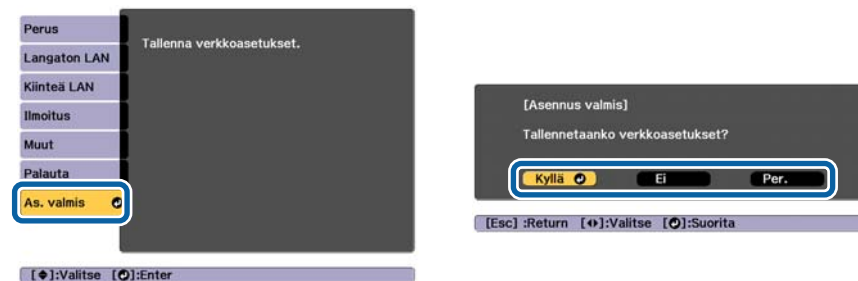 Perus
Langaton LAN
Kiinteä LAN
Ilmoitus
Muut
Palauta
As. valmis
Tallenna verkkoasetukset.
[ ]:Valitse [ ]:Enter
[Asennus valmis]
Tallennetaanko verkkoasetukset?
Kyllä Ei Per.
[Esc] :Return [ ]:Valitse [ ]:Suorita